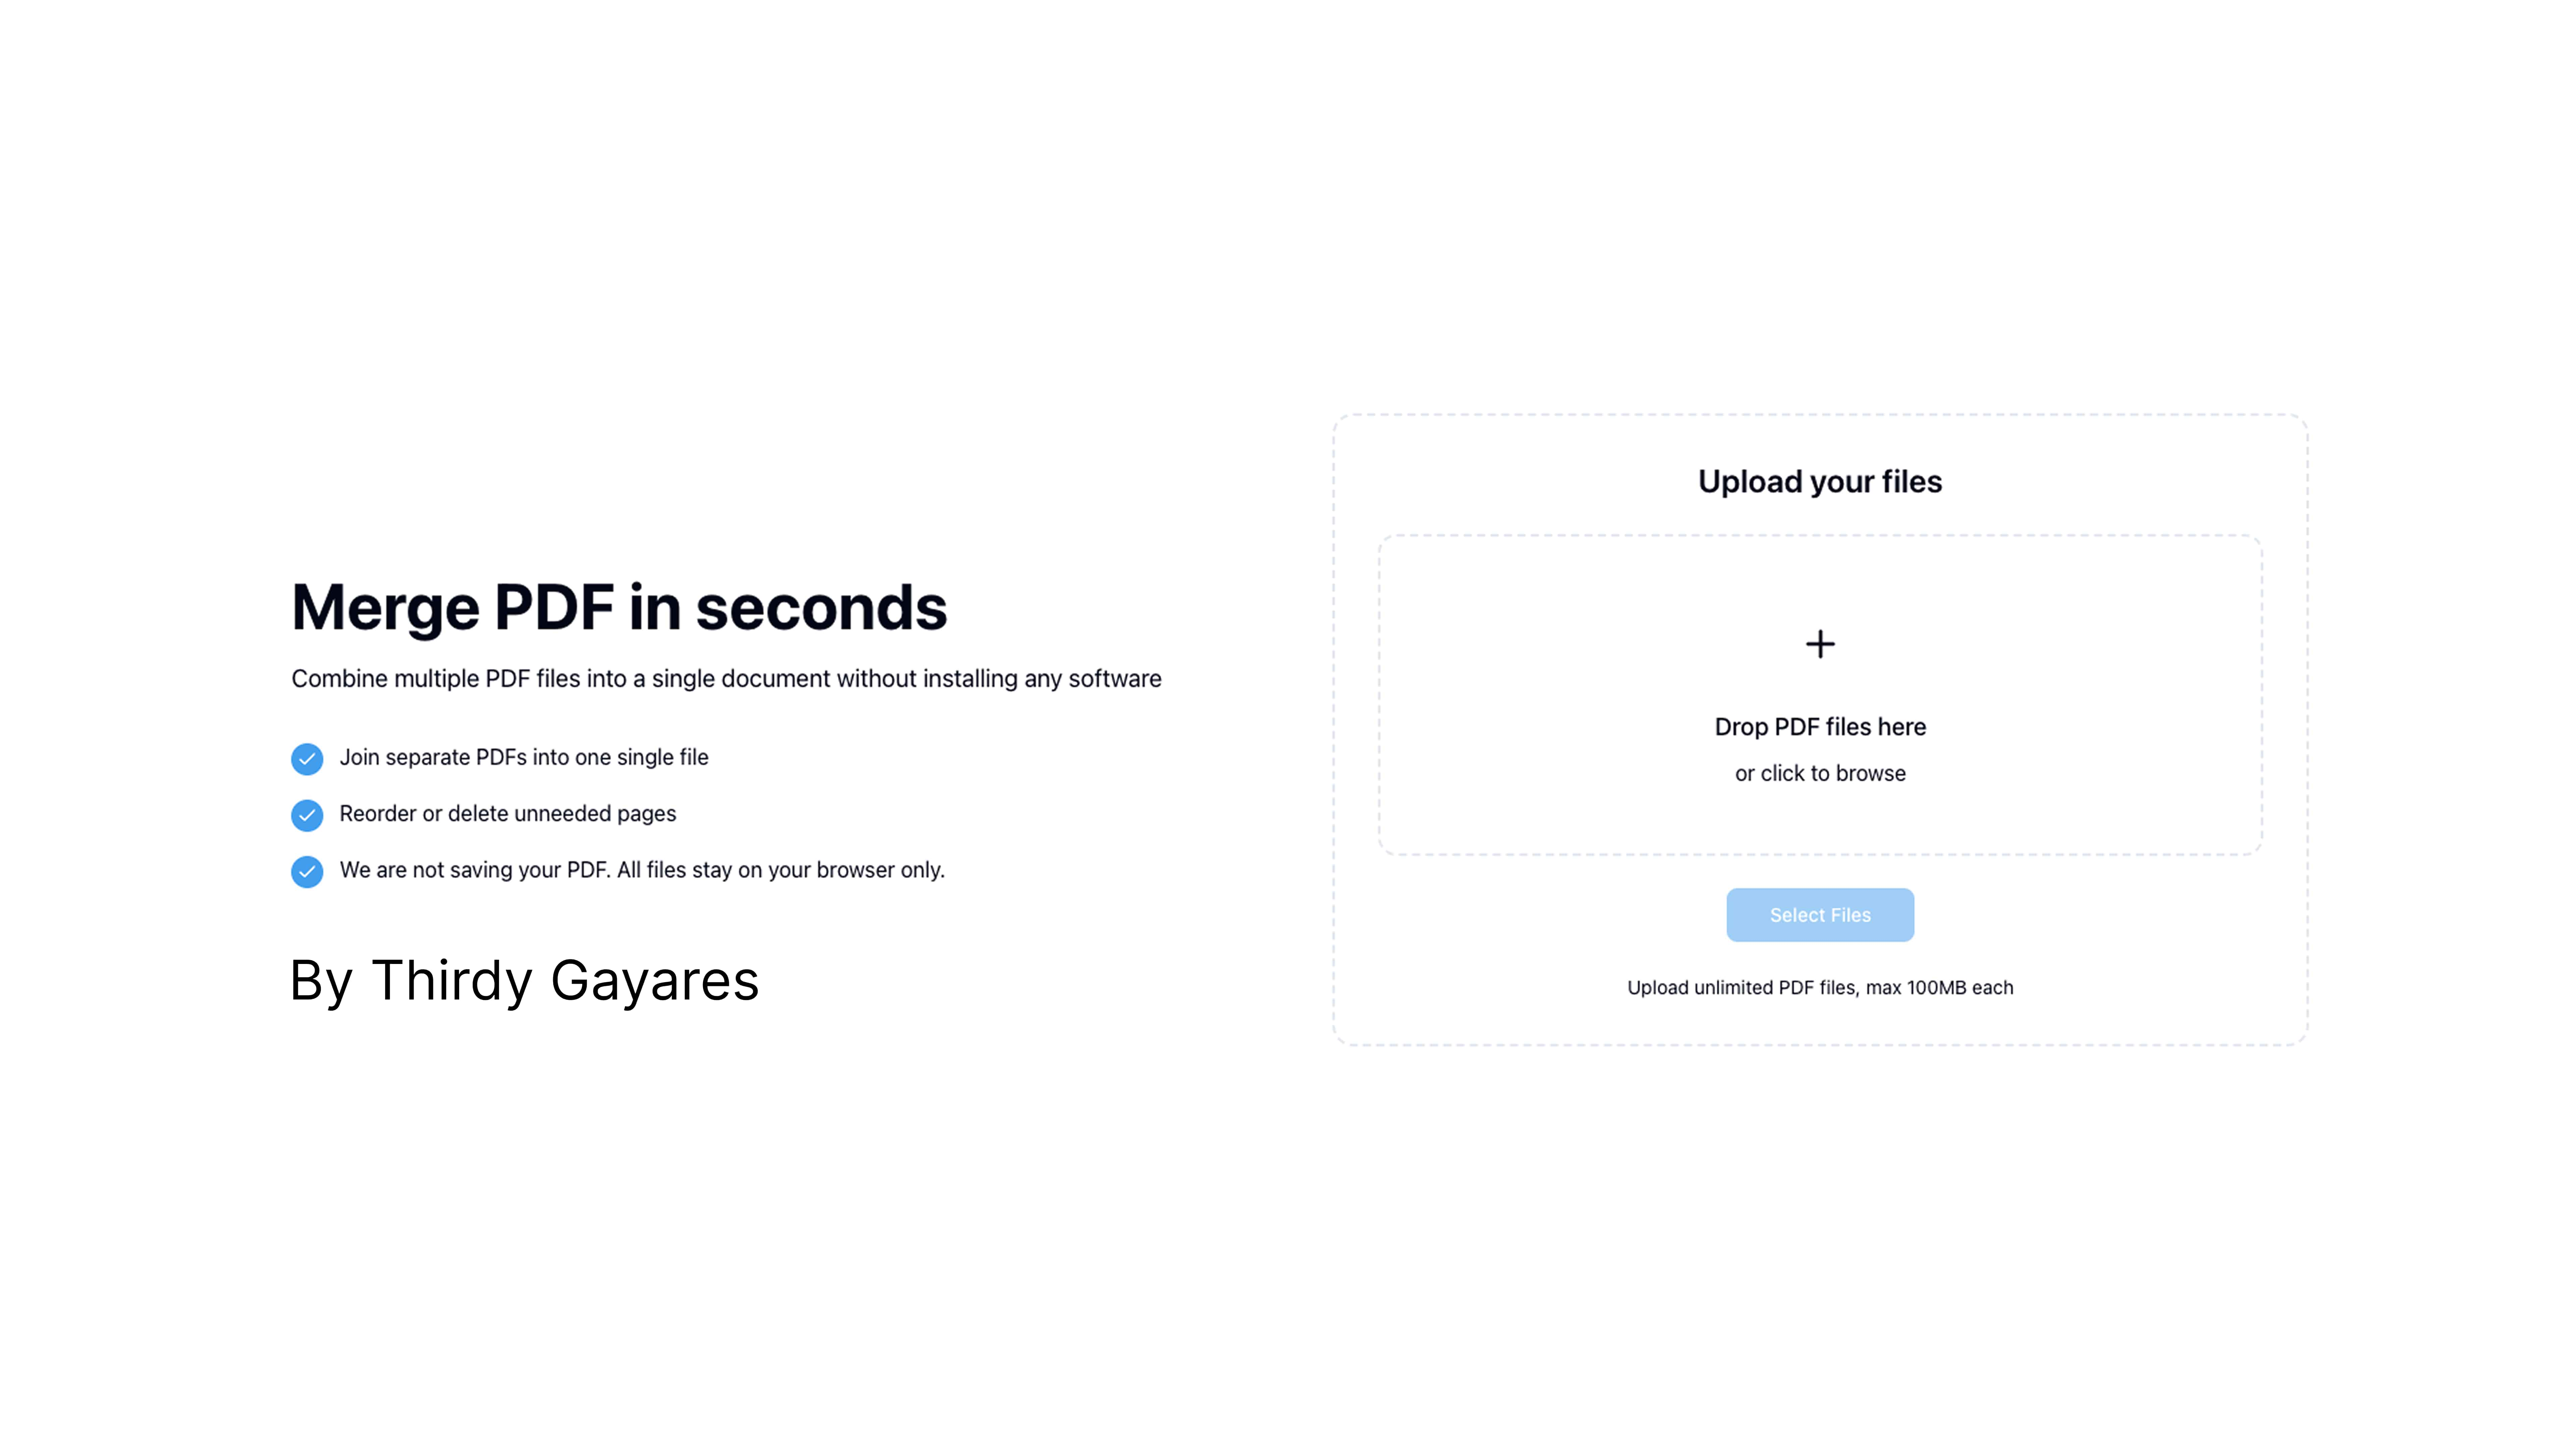 Merge PDF in seconds
Combine multiple PDF files into a single document without installing any software
Join separate PDFs into one single file
Reorder or delete unneeded pages
We are not saving your PDF. All files stay on your browser only.
By Thirdy Gayares
Upload your files
Drop PDF files here
or click to browse
Select Files
Upload unlimited PDF files, max 100MB each